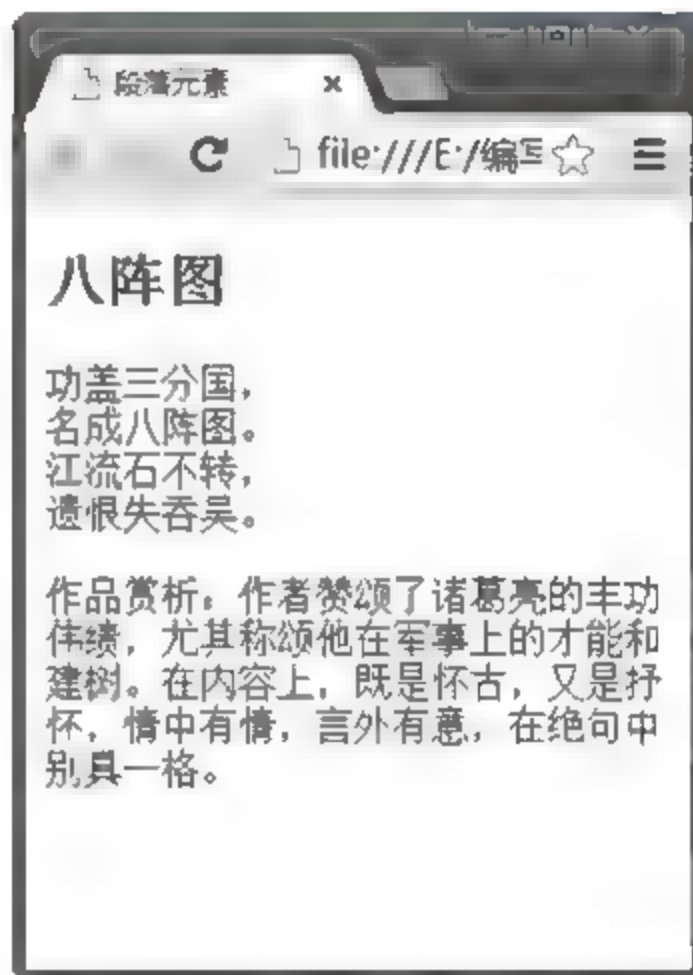 段落元素
file:///E:/编写
八阵图
功盖三分国，
名成八阵图。
江流石不转，
遗恨失吞吴。
作品赏析：作者赞颂了诸葛亮的丰功
伟绩，尤其称颂他在军事上的才能和
建树。在内容上，既是怀古，又是抒
怀，情中有情，言外有意，在绝句中
别具一格。